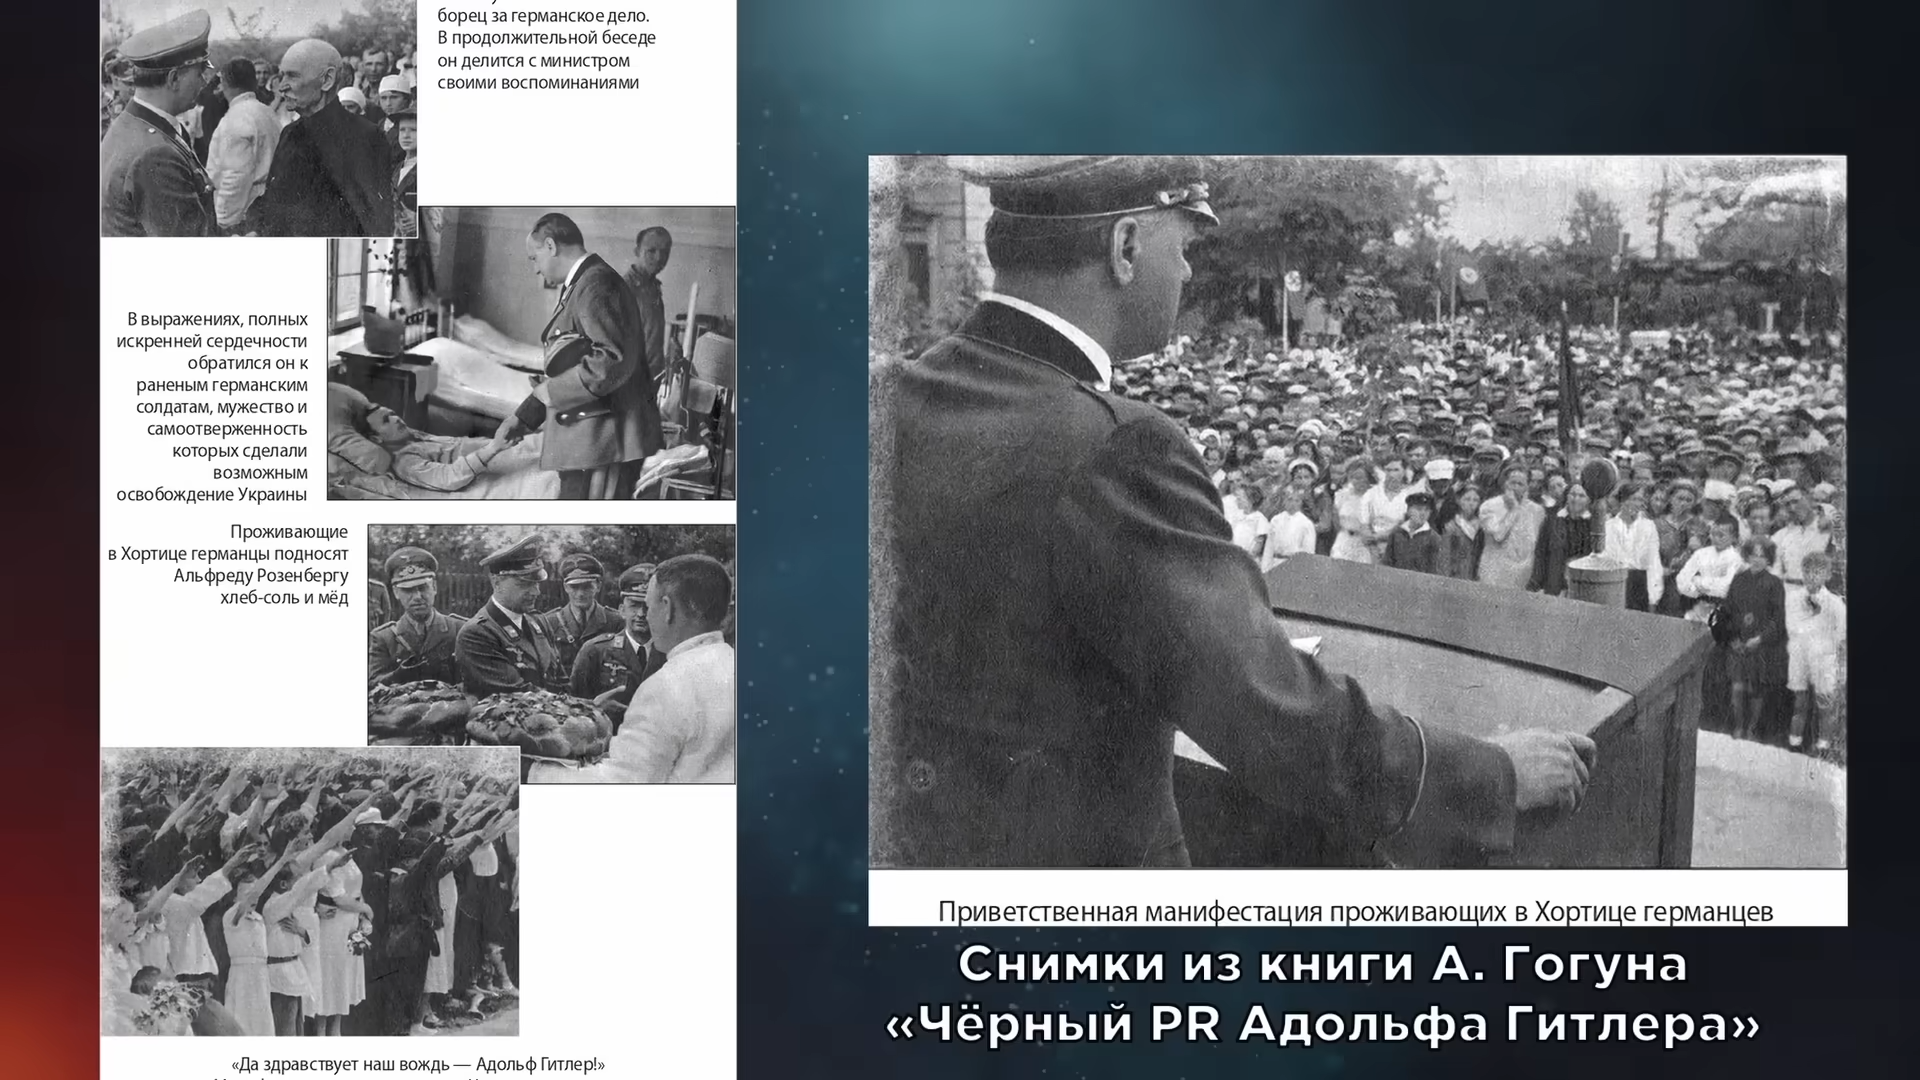 борец за германское дело.
В продолжительной беседе
он делится с министром
своими воспоминаниями
В выражениях, полных
искренней сердечности
обратился он к
раненым германским
солдатам, мужество и
самоотверженность
которых сделали
возможным
освобождение Украины
Проживающие
в Хортице германцы подносят
Альфреду Розенбергу
хлеб-соль и мёд
«Да здравствует наш вождь — Адольф Гитлер!»
Приветственная манифестация проживающих в Хортице германцев
Снимки из книги А. Гогуна
«Чёрный PR Адольфа Гитлера»